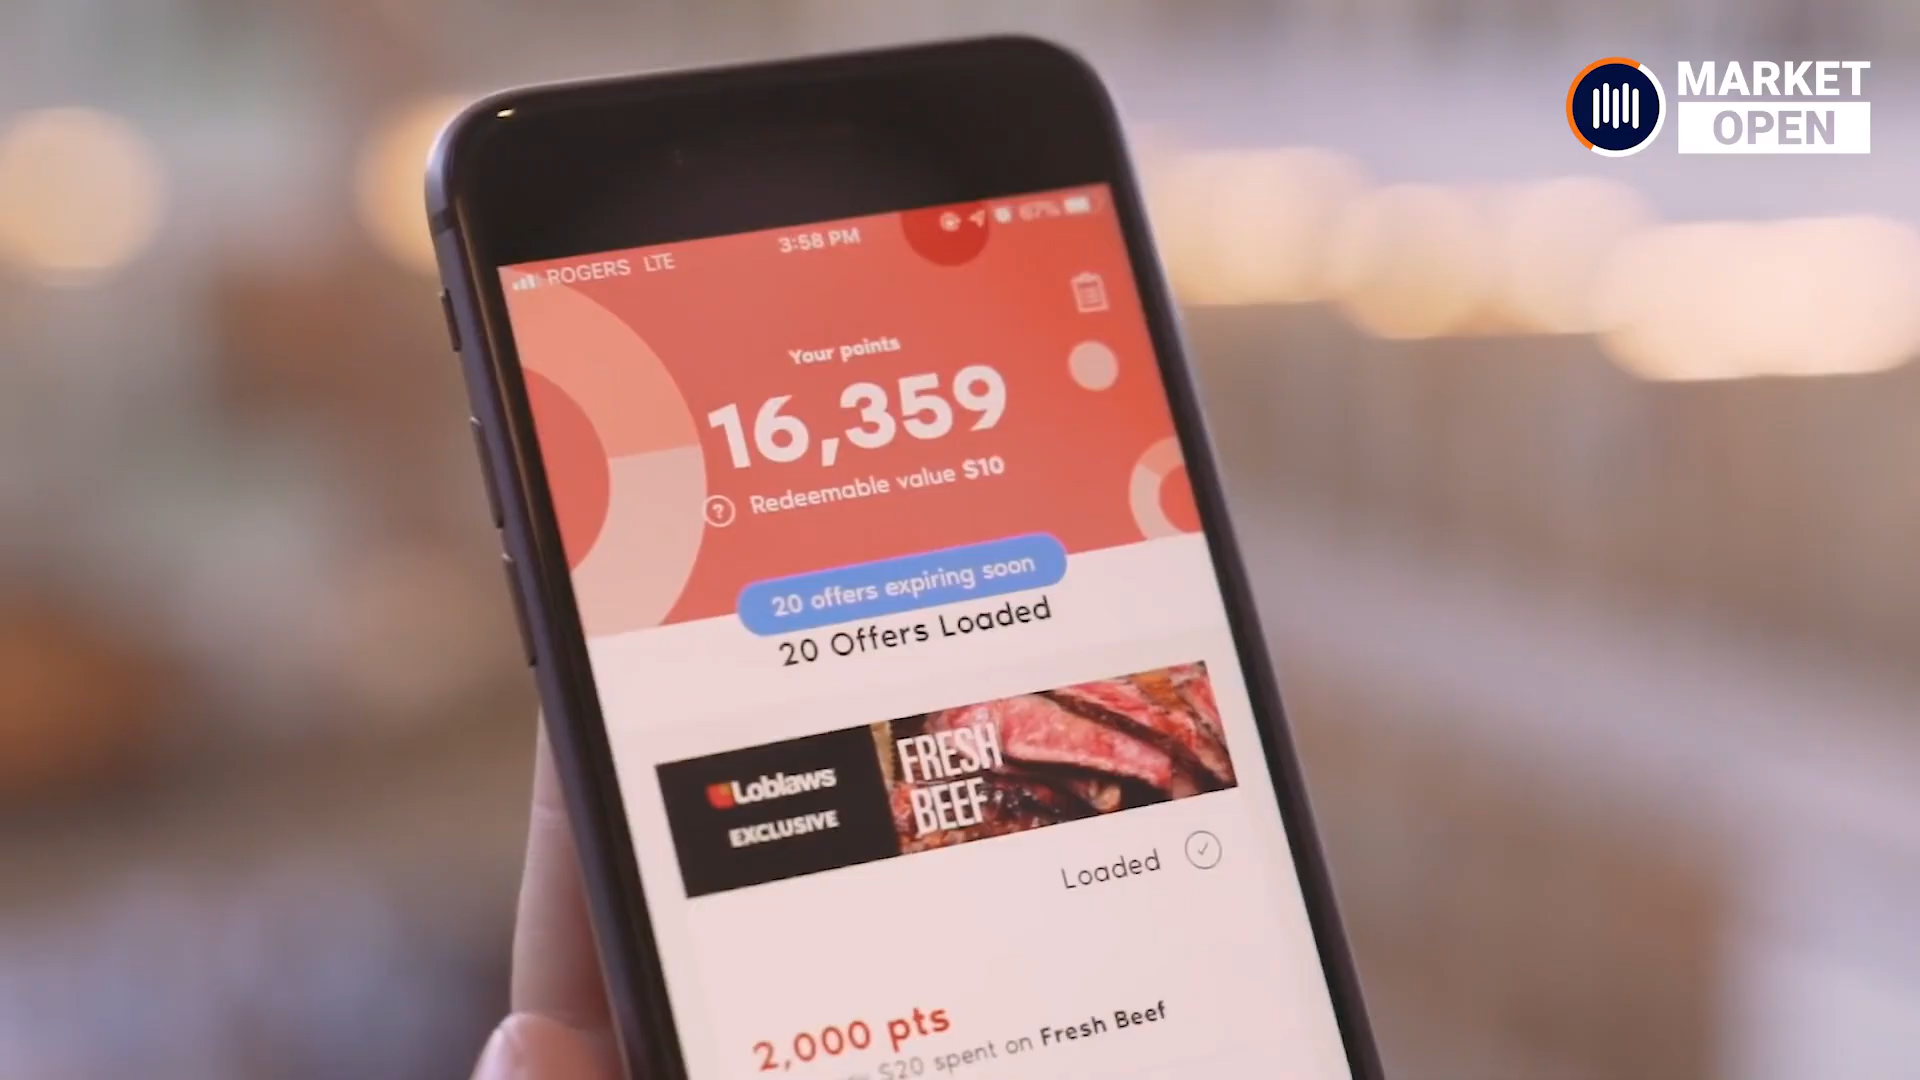 MARKET
OPEN
ROGERS LTE
3:58 PM
67%
Your points
16,359
? Redeemable value $10
20 offers expiring soon
20 Offers Loaded
Loblaws
EXCLUSIVE
FRESH
BEEF
Loaded
2,000 pts
$20 spent on Fresh Beef